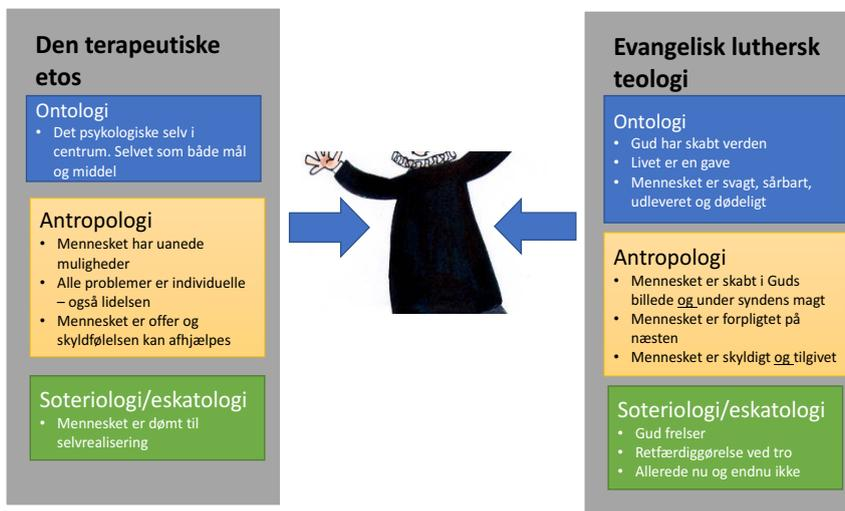 Den terapeutiske
etos
Ontologi
• Det psykologiske selv i
centrum. Selvet som både mål
og middel
Antropologi
• Mennesket har uanede
muligheder
• Alle problemer er individuelle
– også lidelsen
• Mennesket er offer og
skyldfølelsen kan afhjælpes
Soteriologi/eskatologi
• Mennesket er dømt til
selvrealisering
Evangelisk luthersk
teologi
Ontologi
• Gud har skabt verden
• Livet er en gave
• Mennesket er svagt, sårbart,
udleveret og dødeligt
Antropologi
• Mennesket er skabt i Guds
billede og under syndens magt
• Mennesket er forpligtet på
næsten
• Mennesket er skyldigt og tilgivet
Soteriologi/eskatologi
• Gud frelser
• Retfærdiggørelse ved tro
• Allerede nu og endnu ikke